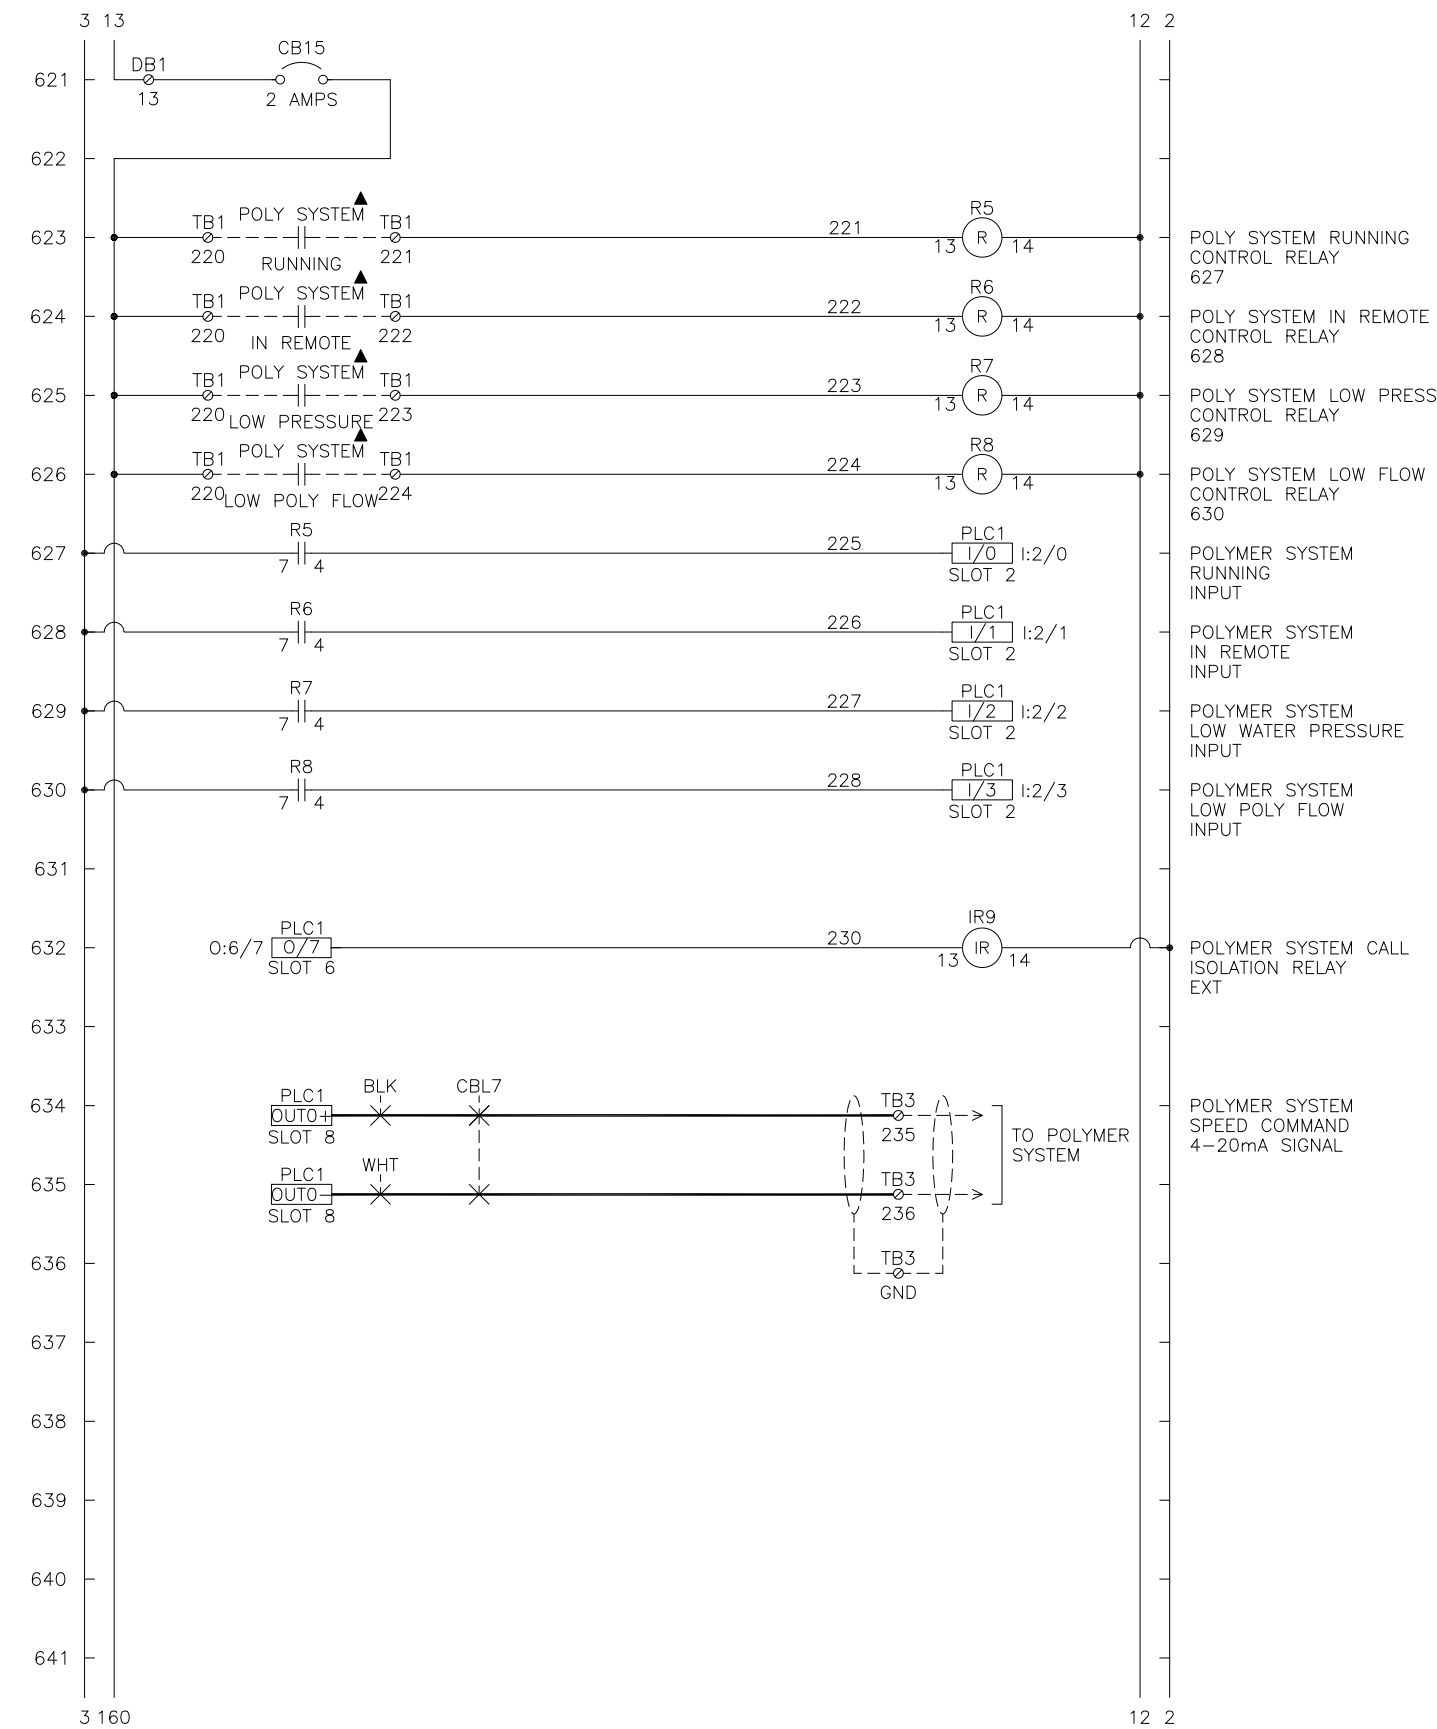 3 13 12 2
CB15
621 DB1
13 2 AMPS
622
POLY SYSTEM R5
623 TB1 TB1 221 R
220 221 13 14
RUNNING
POLY SYSTEM RUNNING
CONTROL RELAY
627
POLY SYSTEM R6
624 TB1 TB1 222 R
220 222 13 14
IN REMOTE
POLY SYSTEM IN REMOTE
CONTROL RELAY
628
POLY SYSTEM R7
625 TB1 TB1 223 R
220 223 13 14
LOW PRESSURE
POLY SYSTEM LOW PRESS
CONTROL RELAY
629
POLY SYSTEM R8
626 TB1 TB1 224 R
220 224 13 14
LOW POLY FLOW
POLY SYSTEM LOW FLOW
CONTROL RELAY
630
R5 PLC1
627 225 I/0 I:2/0
7 4 SLOT 2
POLYMER SYSTEM
RUNNING
INPUT
R6 PLC1
628 226 I/1 I:2/1
7 4 SLOT 2
POLYMER SYSTEM
IN REMOTE
INPUT
R7 PLC1
629 227 I/2 I:2/2
7 4 SLOT 2
POLYMER SYSTEM
LOW WATER PRESSURE
INPUT
R8 PLC1
630 228 I/3 I:2/3
7 4 SLOT 2
POLYMER SYSTEM
LOW POLY FLOW
INPUT
631
PLC1 IR9
632 O:6/7 O/7 230 IR
SLOT 6 13 14
POLYMER SYSTEM CALL
ISOLATION RELAY
EXT
633
BLK CBL7
634 PLC1 TB3
OUT0+ 235
SLOT 8
POLYMER SYSTEM
SPEED COMMAND
4-20mA SIGNAL
TO POLYMER
SYSTEM
WHT
635 PLC1 TB3
OUT0- 236
SLOT 8
636 TB3
GND
637
638
639
640
641
3 160 12 2